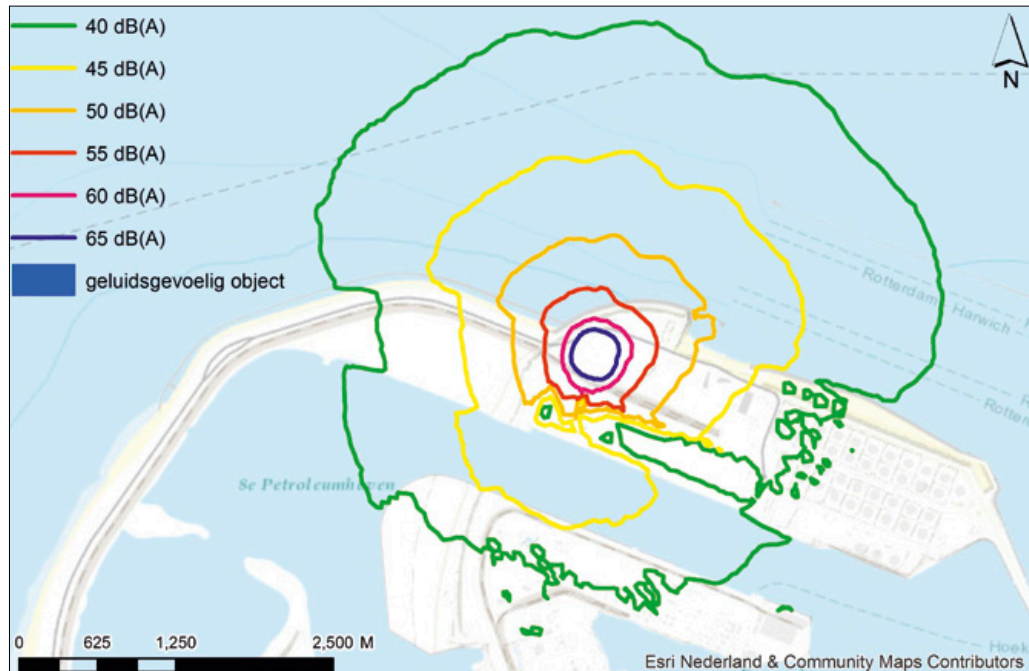 40 dB(A)
45 dB(A)
50 dB(A)
55 dB(A)
60 dB(A)
65 dB(A)
geluidsgevoelig object
N
Rotterdam Harwich
Rotte
R
8e Petroleumhaven
Hoek
0 625 1,250 2,500 M
Esri Nederland & Community Maps Contributors